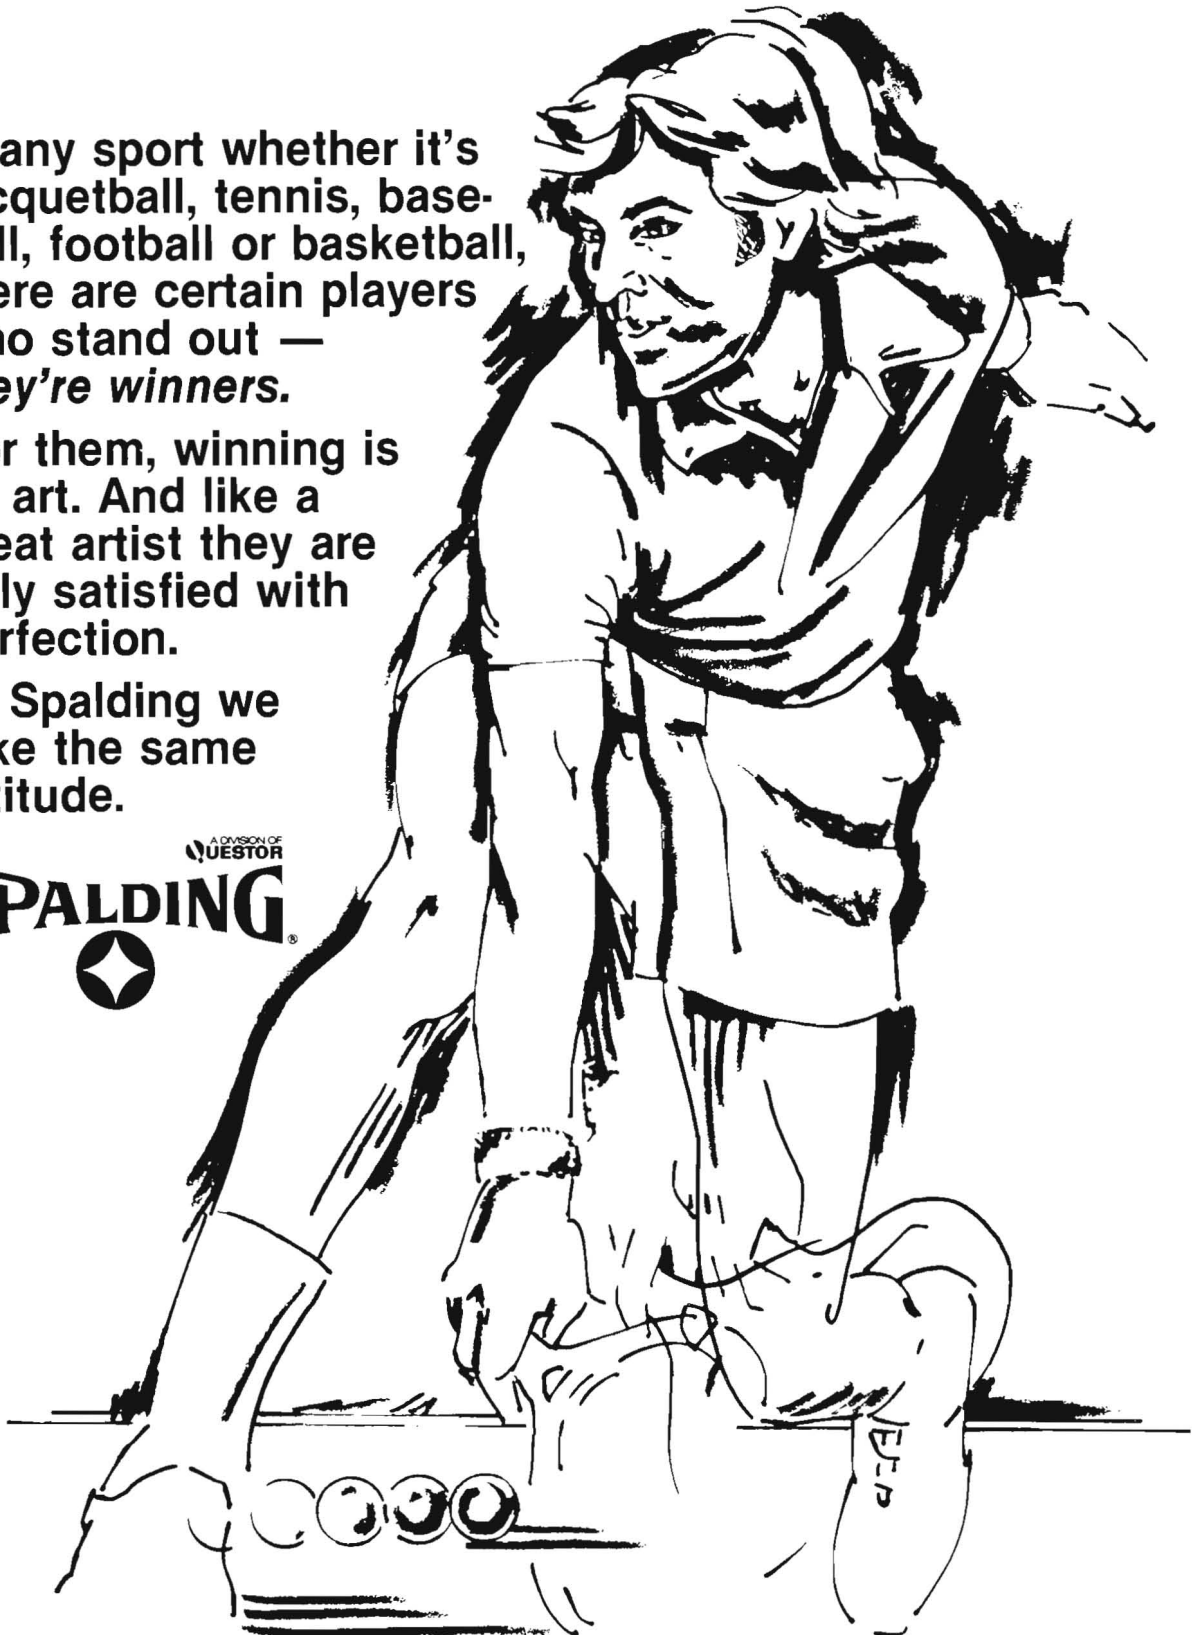 any sport whether it's
cquetball, tennis, base-
ll, football or basketball,
ere are certain players
no stand out —
ey're winners.
r them, winning is
art. And like a
eat artist they are
ly satisfied with
rfection.
Spalding we
ke the same
titude.
A DIVISION OF
QUESTOR
PALDING®